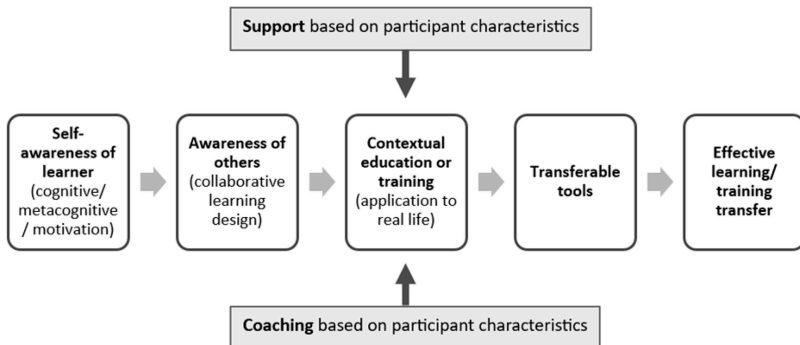 Support based on participant characteristics
Self-
awareness of
learner
(cognitive/
metacognitive
/ motivation)
Awareness of
others
(collaborative
learning
design)
Contextual
education or
training
(application to
real life)
Transferable
tools
Effective
learning/
training
transfer
Coaching based on participant characteristics